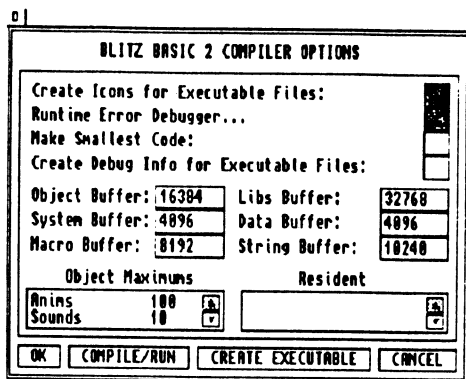 BLITZ BASIC 2 COMPILER OPTIONS
Create Icons for Executable Files:
Runtime Error Debugger...
Make Smallest Code:
Create Debug Info for Executable Files:
Object Buffer: 16384 Libs Buffer: 32768
System Buffer: 4096 Data Buffer: 4096
Macro Buffer: 8192 String Buffer: 10240
Object Maximums Resident
Anims 100
Sounds 10
OK COMPILE/RUN CREATE EXECUTABLE CANCEL